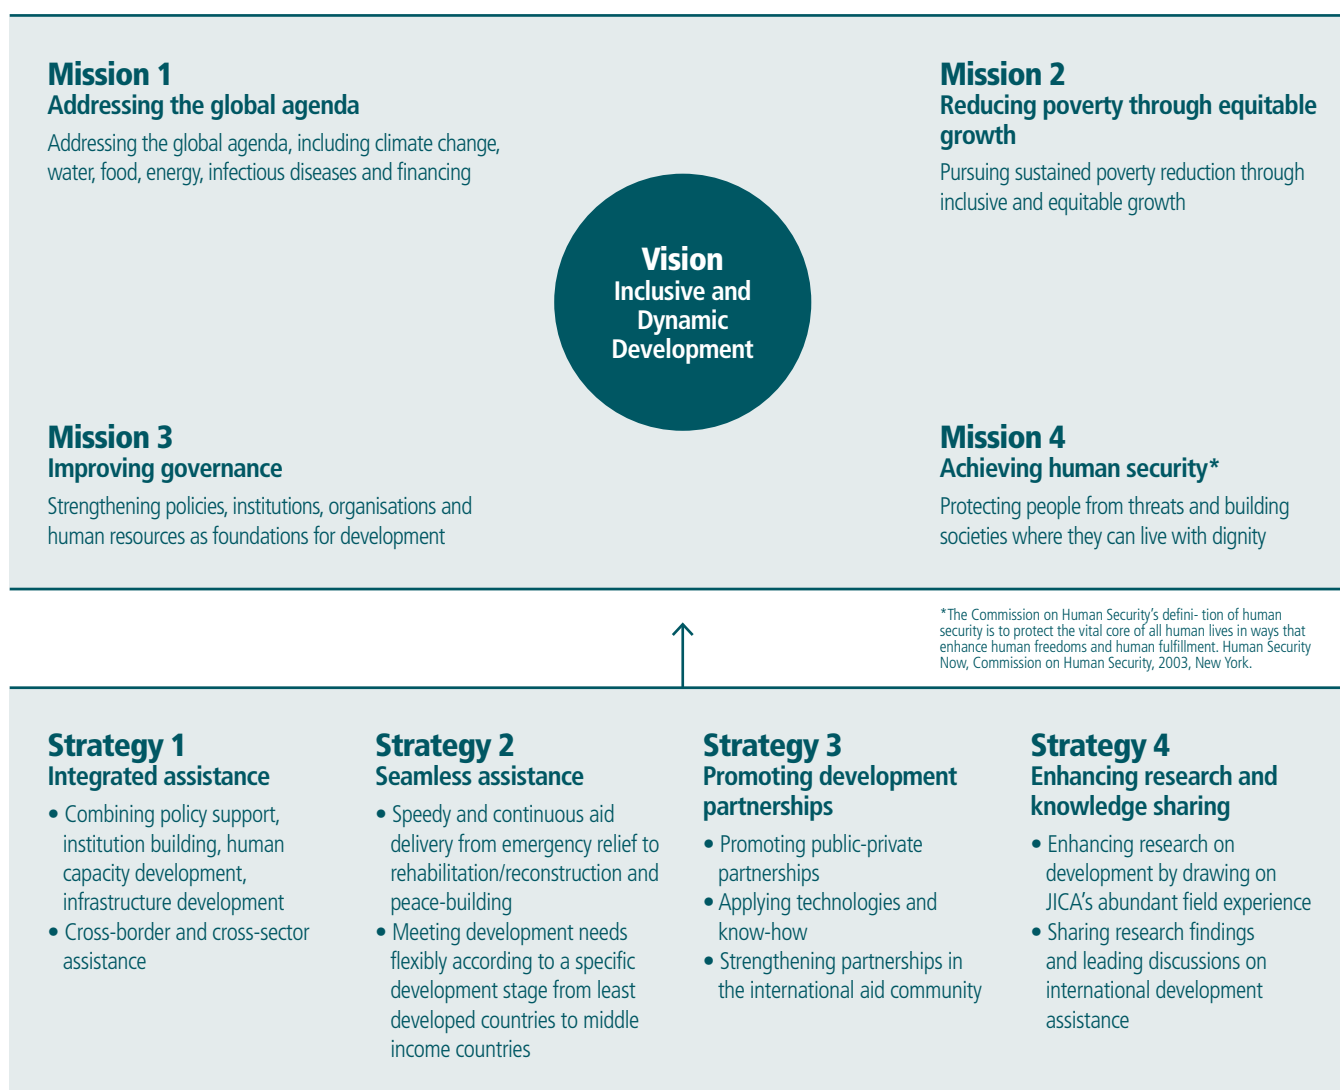 Mission 1
Addressing the global agenda
Addressing the global agenda, including climate change,
water, food, energy, infectious diseases and financing
Mission 2
Reducing poverty through equitable
growth
Pursuing sustained poverty reduction through
inclusive and equitable growth
Vision
Inclusive and
Dynamic
Development
Mission 3
Improving governance
Strengthening policies, institutions, organisations and
human resources as foundations for development
Mission 4
Achieving human security*
Protecting people from threats and building
societies where they can live with dignity
*The Commission on Human Security's defini- tion of human
security is to protect the vital core of all human lives in ways that
enhance human freedoms and human fulfillment. Human Security
Now, Commission on Human Security, 2003, New York.
Strategy 1
Integrated assistance
• Combining policy support,
institution building, human
capacity development,
infrastructure development
• Cross-border and cross-sector
assistance
Strategy 2
Seamless assistance
• Speedy and continuous aid
delivery from emergency relief to
rehabilitation/reconstruction and
peace-building
• Meeting development needs
flexibly according to a specific
development stage from least
developed countries to middle
income countries
Strategy 3
Promoting development
partnerships
• Promoting public-private
partnerships
• Applying technologies and
know-how
• Strengthening partnerships in
the international aid community
Strategy 4
Enhancing research and
knowledge sharing
• Enhancing research on
development by drawing on
JICA's abundant field experience
• Sharing research findings
and leading discussions on
international development
assistance